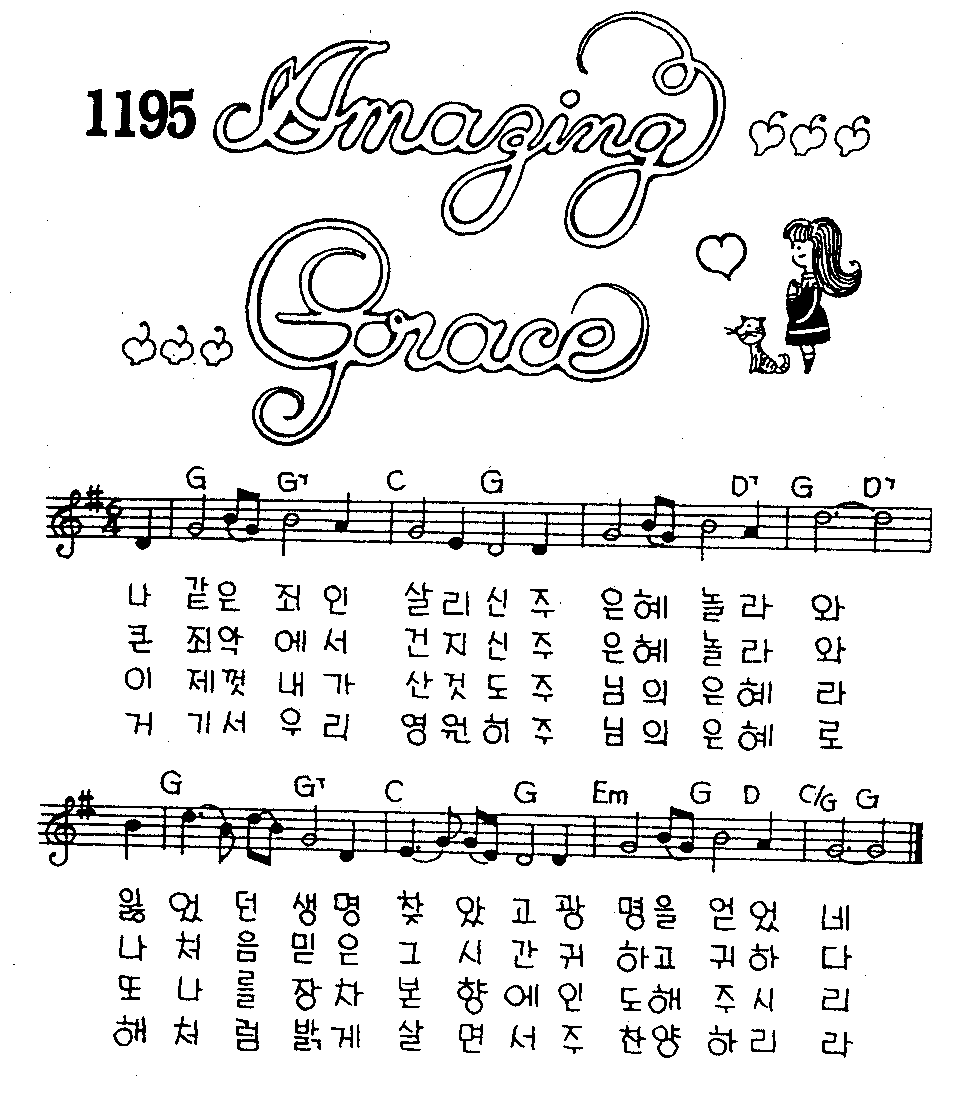 1195 Amazing
Grace
G G7 C G D7 G D7
6/4
나 같은 죄인 살리신 주 은혜 놀라와
큰 죄악에서 건지신 주 은혜 놀라와
이 제껏 내가 산것도 주 님의 은혜라
거 기서 우리 영원히 주 님의 은혜로
G G7 C G Em G D C/G G
잃 었던 생명 찾았고 광명을 얻었네
나 처음 믿은 그 시간 귀하고 귀하다
또 나를 장차 본향에 인도해 주시리
해 처럼 밝게 살면서 주 찬양하리라